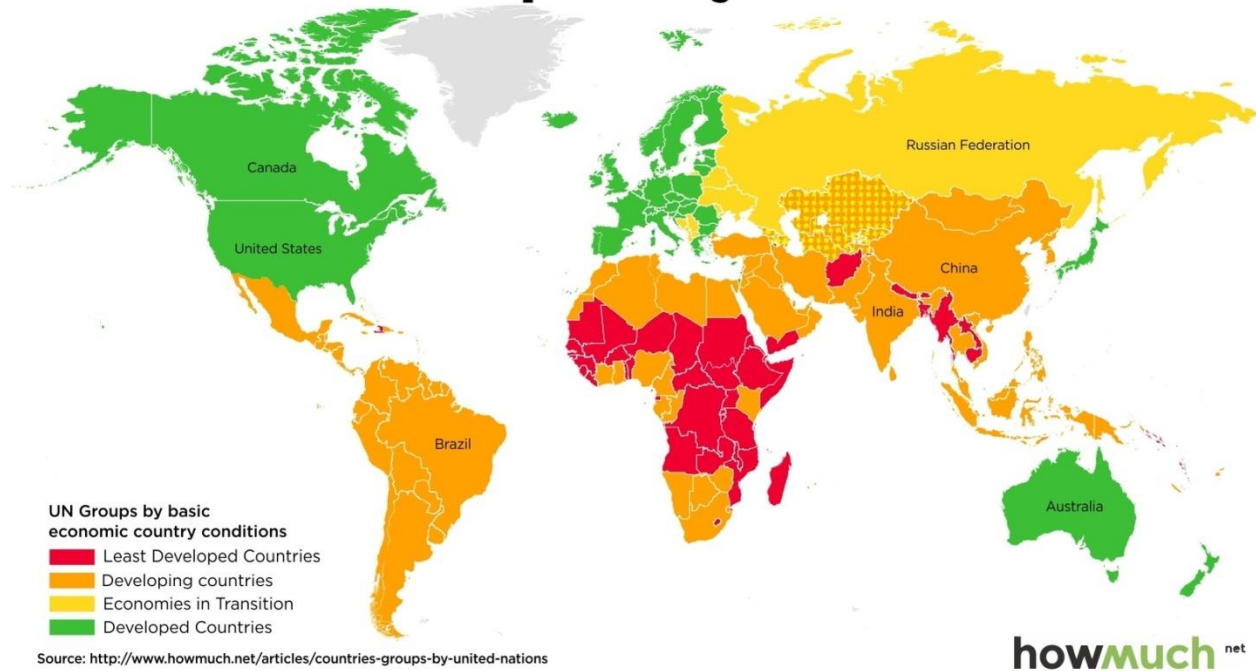 Canada
Russian Federation
United States
China
India
Brazil
Australia
UN Groups by basic
economic country conditions
Least Developed Countries
Developing countries
Economies in Transition
Developed Countries
Source: http://www.howmuch.net/articles/countries-groups-by-united-nations
howmuch net